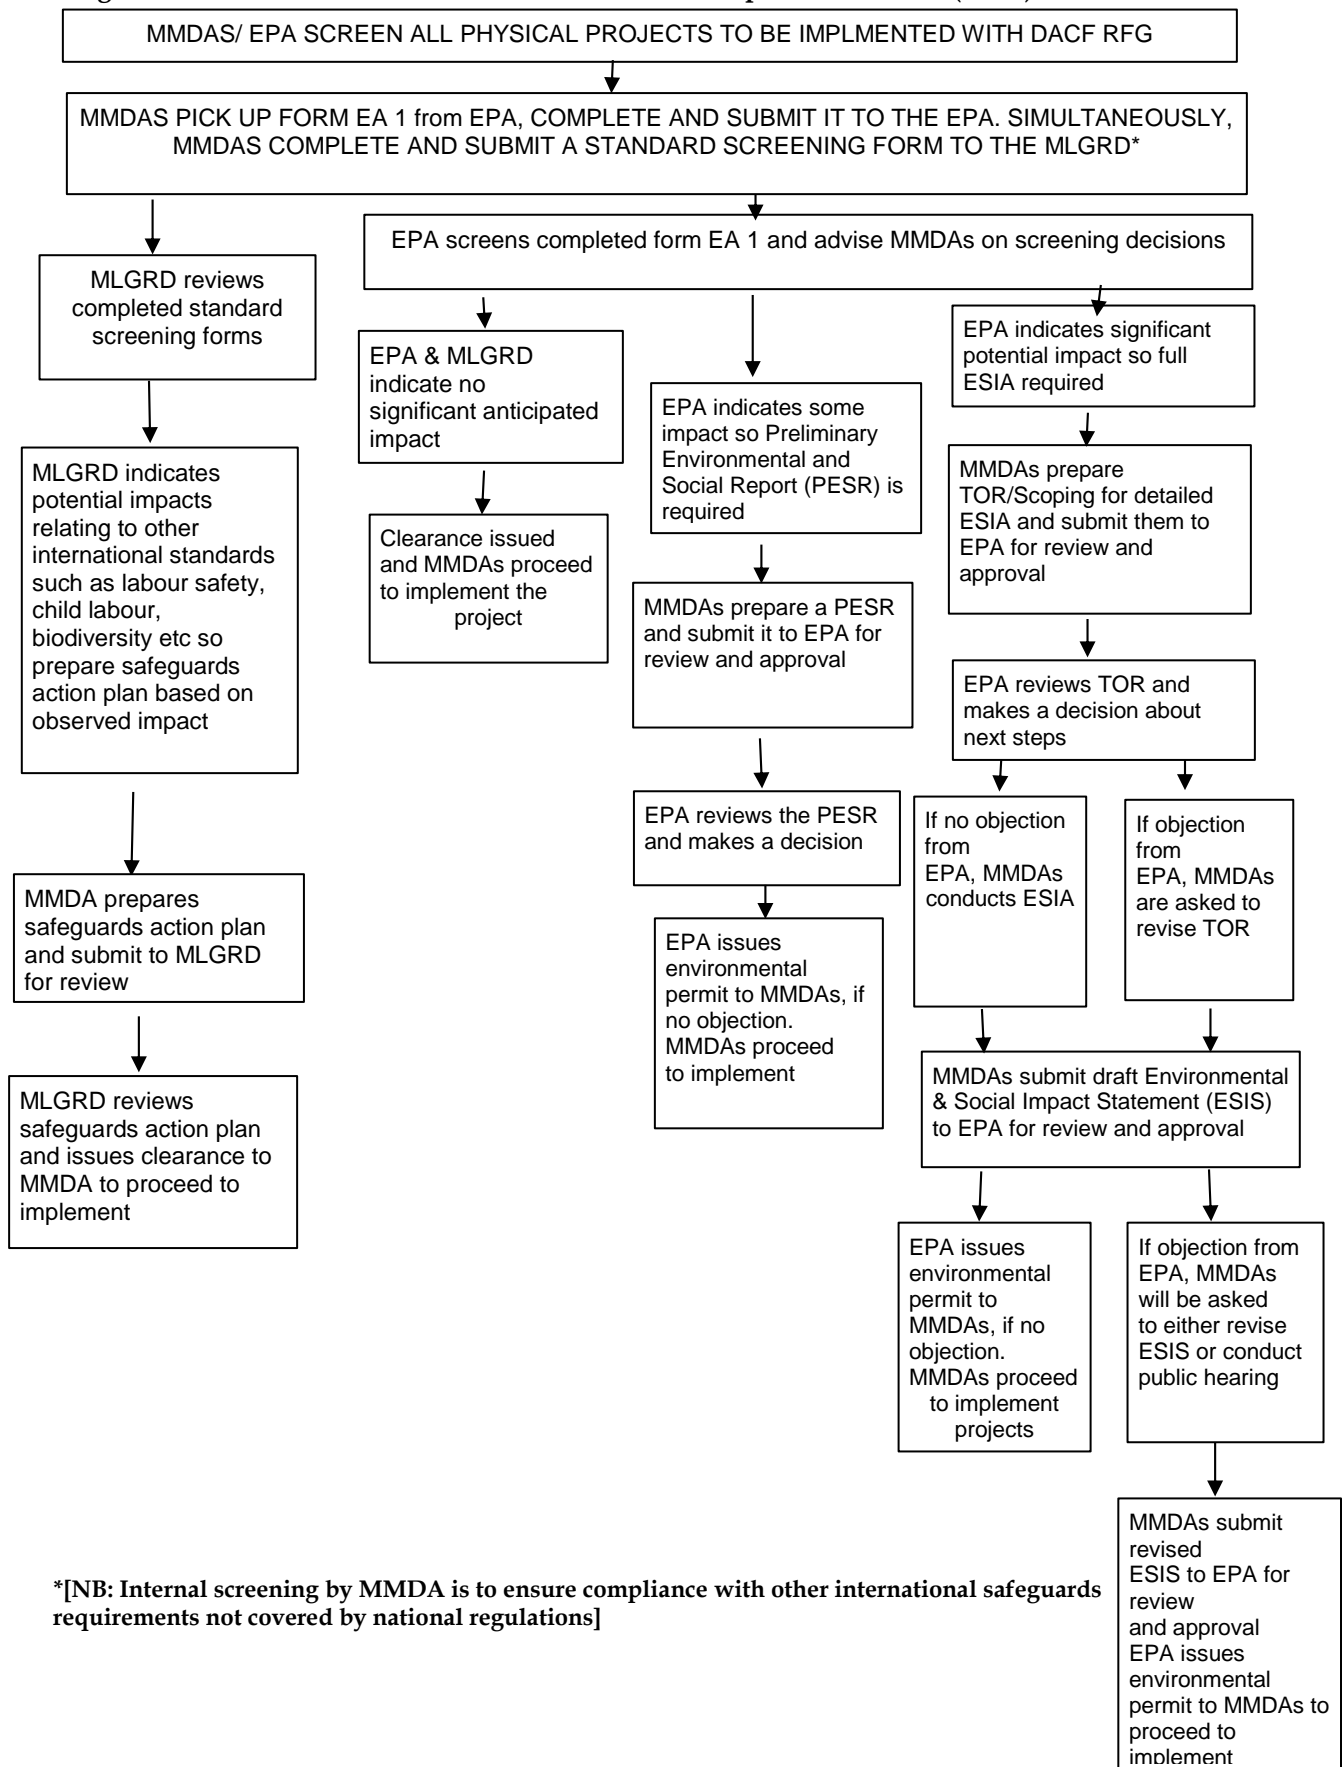 MMDAS/ EPA SCREEN ALL PHYSICAL PROJECTS TO BE IMPLMENTED WITH DACF RFG
MMDAS PICK UP FORM EA 1 from EPA, COMPLETE AND SUBMIT IT TO THE EPA. SIMULTANEOUSLY,
MMDAS COMPLETE AND SUBMIT A STANDARD SCREENING FORM TO THE MLGRD*
EPA screens completed form EA 1 and advise MMDAs on screening decisions
MLGRD reviews
completed standard
screening forms
MLGRD indicates
potential impacts
relating to other
international standards
such as labour safety,
child labour,
biodiversity etc so
prepare safeguards
action plan based on
observed impact
MMDA prepares
safeguards action plan
and submit to MLGRD
for review
MLGRD reviews
safeguards action plan
and issues clearance to
MMDA to proceed to
implement
EPA & MLGRD
indicate no
significant anticipated
impact
Clearance issued
and MMDAs proceed
to implement the
project
EPA indicates some
impact so Preliminary
Environmental and
Social Report (PESR) is
required
MMDAs prepare a PESR
and submit it to EPA for
review and approval
EPA reviews the PESR
and makes a decision
EPA issues
environmental
permit to MMDAs, if
no objection.
MMDAs proceed
to implement
EPA indicates significant
potential impact so full
ESIA required
MMDAs prepare
TOR/Scoping for detailed
ESIA and submit them to
EPA for review and
approval
EPA reviews TOR and
makes a decision about
next steps
If no objection
from
EPA, MMDAs
conducts ESIA
If objection
from
EPA, MMDAs
are asked to
revise TOR
MMDAs submit draft Environmental
& Social Impact Statement (ESIS)
to EPA for review and approval
EPA issues
environmental
permit to
MMDAs, if no
objection.
MMDAs proceed
to implement
projects
If objection from
EPA, MMDAs
will be asked
to either revise
ESIS or conduct
public hearing
MMDAs submit
revised
ESIS to EPA for
review
and approval
EPA issues
environmental
permit to MMDAs to
proceed to
implement
*[NB: Internal screening by MMDA is to ensure compliance with other international safeguards
requirements not covered by national regulations]